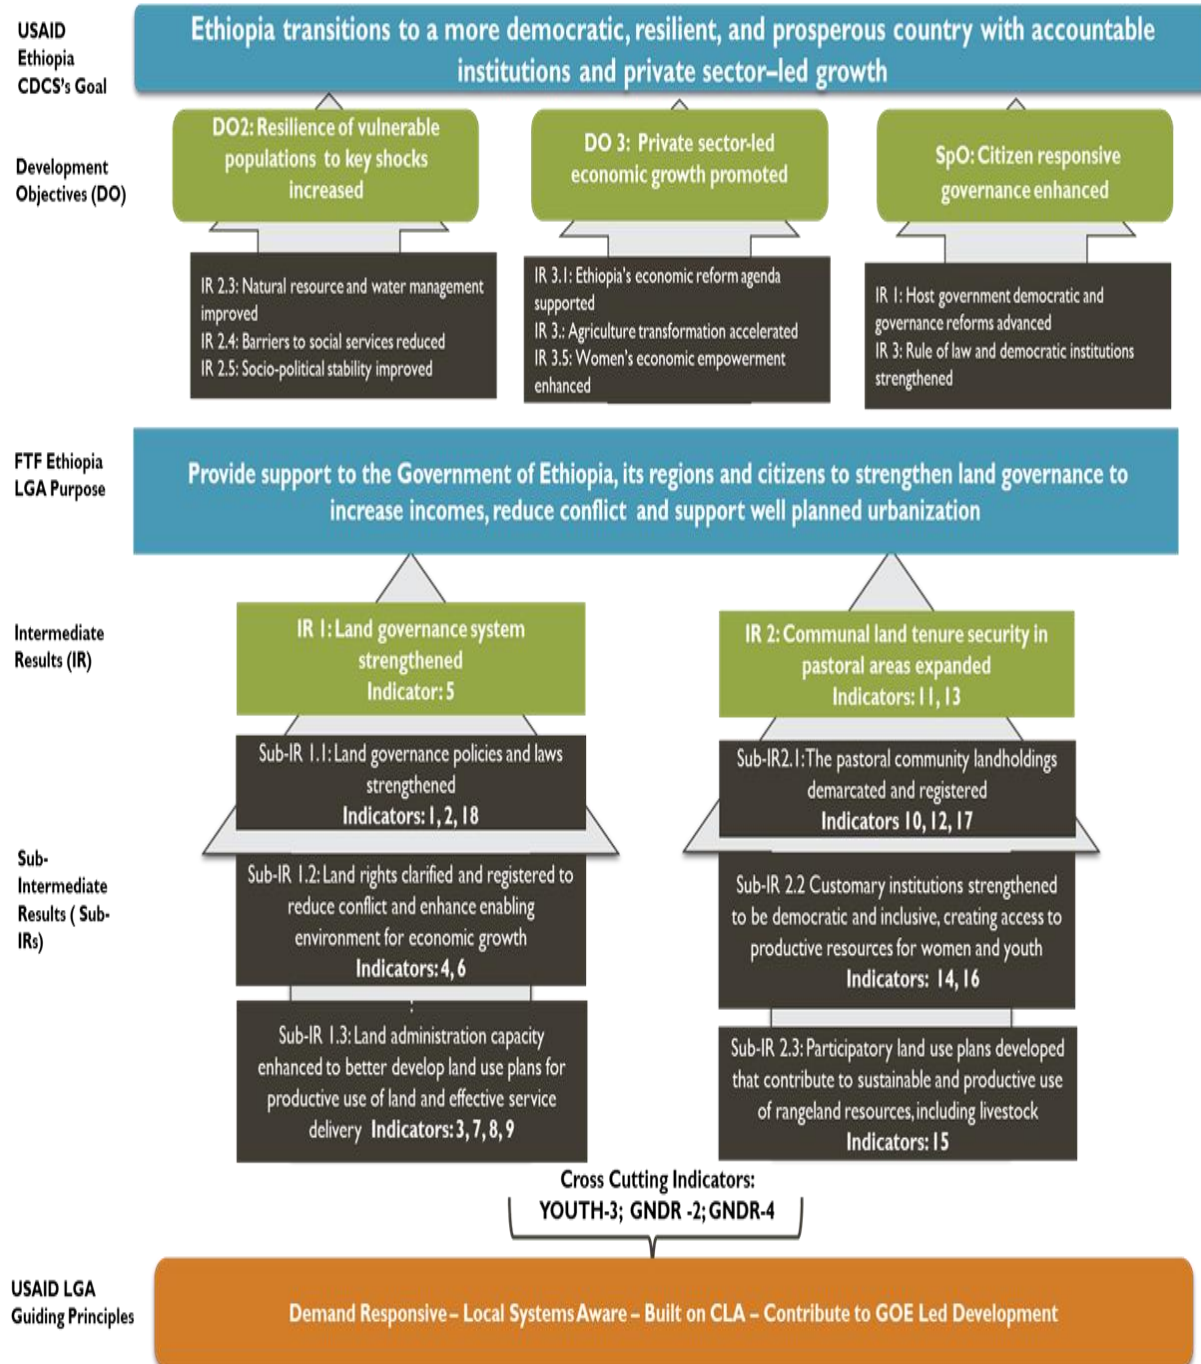 USAID
Ethiopia
CDCS's Goal
Ethiopia transitions to a more democratic, resilient, and prosperous country with accountable
institutions and private sector–led growth
Development
Objectives (DO)
DO2: Resilience of vulnerable
populations to key shocks
increased
DO 3: Private sector-led
economic growth promoted
SpO: Citizen responsive
governance enhanced
IR 2.3: Natural resource and water management
improved
IR 2.4: Barriers to social services reduced
IR 2.5: Socio-political stability improved
IR 3.1: Ethiopia's economic reform agenda
supported
IR 3.: Agriculture transformation accelerated
IR 3.5: Women's economic empowerment
enhanced
IR 1: Host government democratic and
governance reforms advanced
IR 3: Rule of law and democratic institutions
strengthened
FTF Ethiopia
LGA Purpose
Provide support to the Government of Ethiopia, its regions and citizens to strengthen land governance to
increase incomes, reduce conflict and support well planned urbanization
Intermediate
Results (IR)
IR 1: Land governance system
strengthened
Indicator: 5
IR 2: Communal land tenure security in
pastoral areas expanded
Indicators: 11, 13
Sub-
Intermediate
Results ( Sub-
IRs)
Sub-IR 1.1: Land governance policies and laws
strengthened
Indicators: 1, 2, 18
Sub-IR 1.2: Land rights clarified and registered to
reduce conflict and enhance enabling
environment for economic growth
Indicators: 4, 6
Sub-IR 1.3: Land administration capacity
enhanced to better develop land use plans for
productive use of land and effective service
delivery Indicators: 3, 7, 8, 9
Sub-IR2.1: The pastoral community landholdings
demarcated and registered
Indicators 10, 12, 17
Sub-IR 2.2 Customary institutions strengthened
to be democratic and inclusive, creating access to
productive resources for women and youth
Indicators: 14, 16
Sub-IR 2.3: Participatory land use plans developed
that contribute to sustainable and productive use
of rangeland resources, including livestock
Indicators: 15
Cross Cutting Indicators:
YOUTH-3; GNDR -2; GNDR-4
USAID LGA
Guiding Principles
Demand Responsive – Local Systems Aware – Built on CLA – Contribute to GOE Led Development